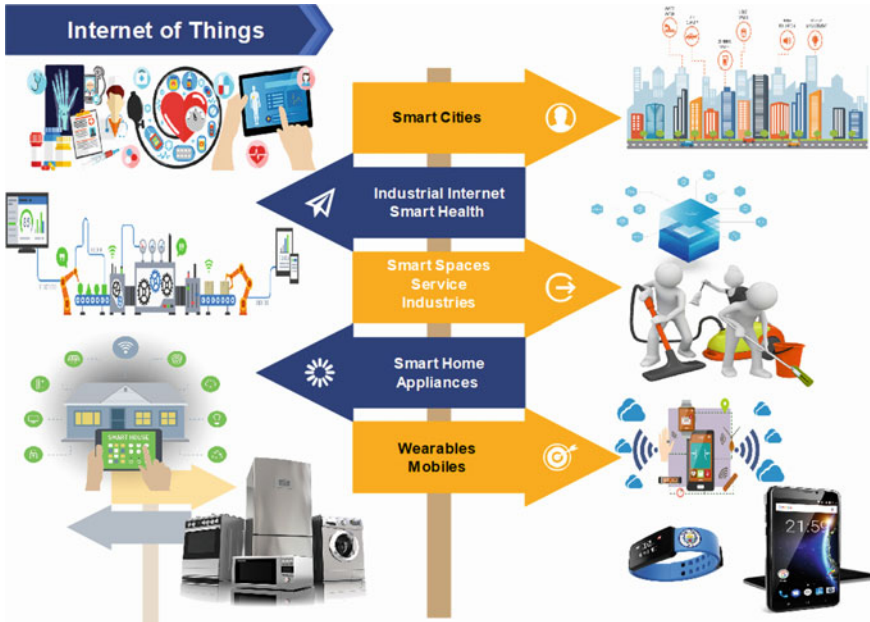 Internet of Things
Smart Cities
Industrial Internet
Smart Health
Smart Spaces
Service
Industries
Smart Home
Appliances
SMART HOUSE
Wearables
Mobiles
21:59